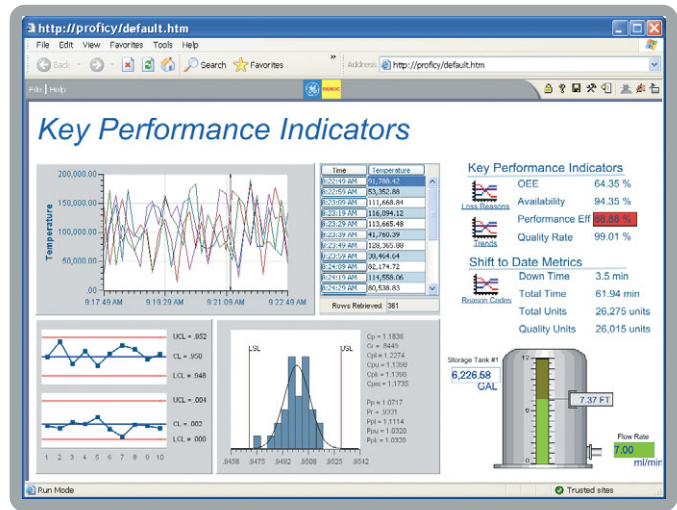 http://proficy/default.htm
File Edit View Favorites Tools Help
Back Search Favorites » Address http://proficy/default.htm
File | Help
FANUC
Key Performance Indicators
200,000.00
150,000.00
100,000.00
.00
Temperature
9:17:49 AM 9:19:29 AM 9:21:09 AM 9:22:49 AM
Time Temperature
8:22:49 AM 91,788.42
8:22:59 AM 53,352.88
8:23:09 AM 111,668.84
8:23:19 AM 116,094.12
8:23:29 AM 113,665.48
8:23:39 AM 41,760.39
8:23:49 AM 128,365.88
8:23:59 AM
8:24:09 AM 82,174.72
8:24:19 AM 114,558.06
8:24:29 AM 80,538.83
Rows Retrieved 361
Key Performance Indicators
OEE 64.35 %
Loss Reasons
Availability 94.35 %
Performance Eff 68.88 %
Trends
Quality Rate 99.01 %
Shift to
Date Metrics
Down Time 3.5 min
Reason Codes
Total Time 61.94 min
Total Units 26,275 units
Quality Units 26,015 units
UCL = .952
CL = .950
LCL = .948
UCL = .004
CL = .002
LCL = .000
1 2 3 4 5 6 7 8 9 10
LSL USL
Cp = 1.1836
Cr = .8449
Cpl = 1.2274
Cpu = 1.1398
Cpk = 1.1398
Cpm = 1.1735
Pp = 1.0717
Pr = .9331
Ppl = 1.1114
Ppu = 1.0320
Ppk = 1.0320
.9458 .9475 .9492 .9508 .9525 .9542
Storage Tank #1
6,226.58
GAL
12
6
0
7.37 FT
Flow Rate
7.00
ml/min
Run Mode
Trusted sites